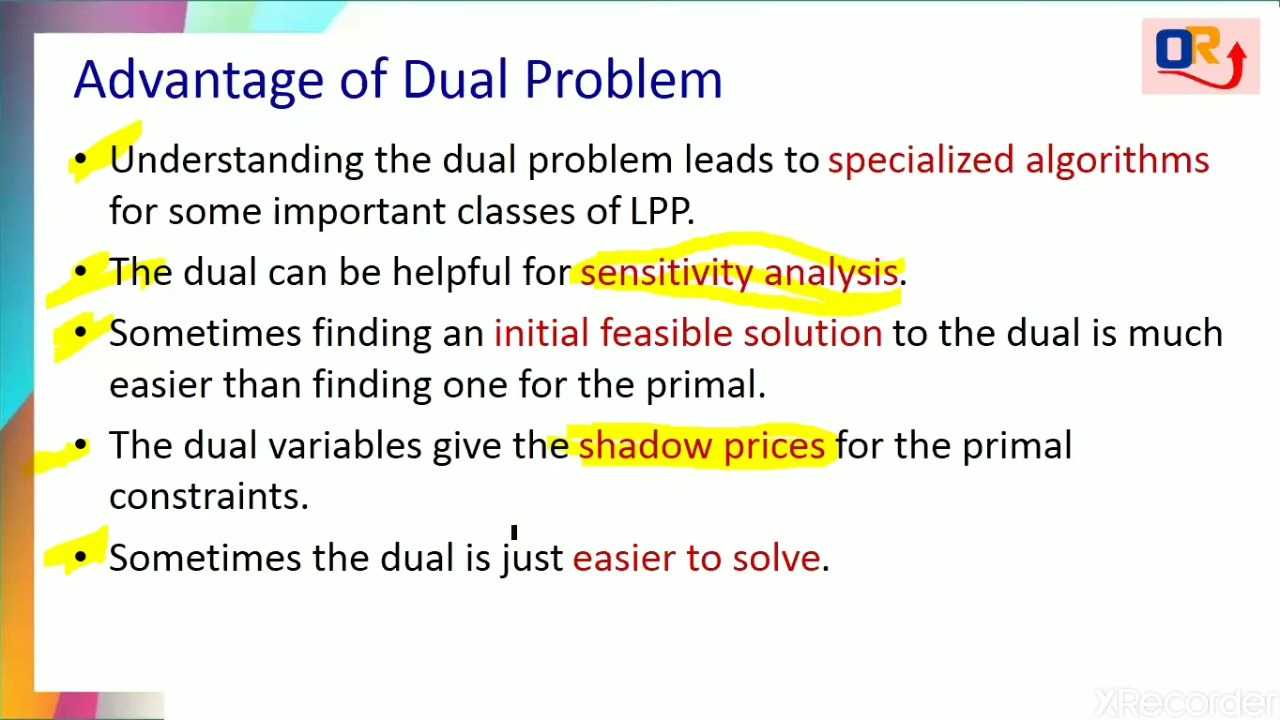 OR
Advantage of Dual Problem
• Understanding the dual problem leads to specialized algorithms
for some important classes of LPP.
• The dual can be helpful for sensitivity analysis.
• Sometimes finding an initial feasible solution to the dual is much
easier than finding one for the primal.
• The dual variables give the shadow prices for the primal
constraints.
• Sometimes the dual is just easier to solve.
XRecorder